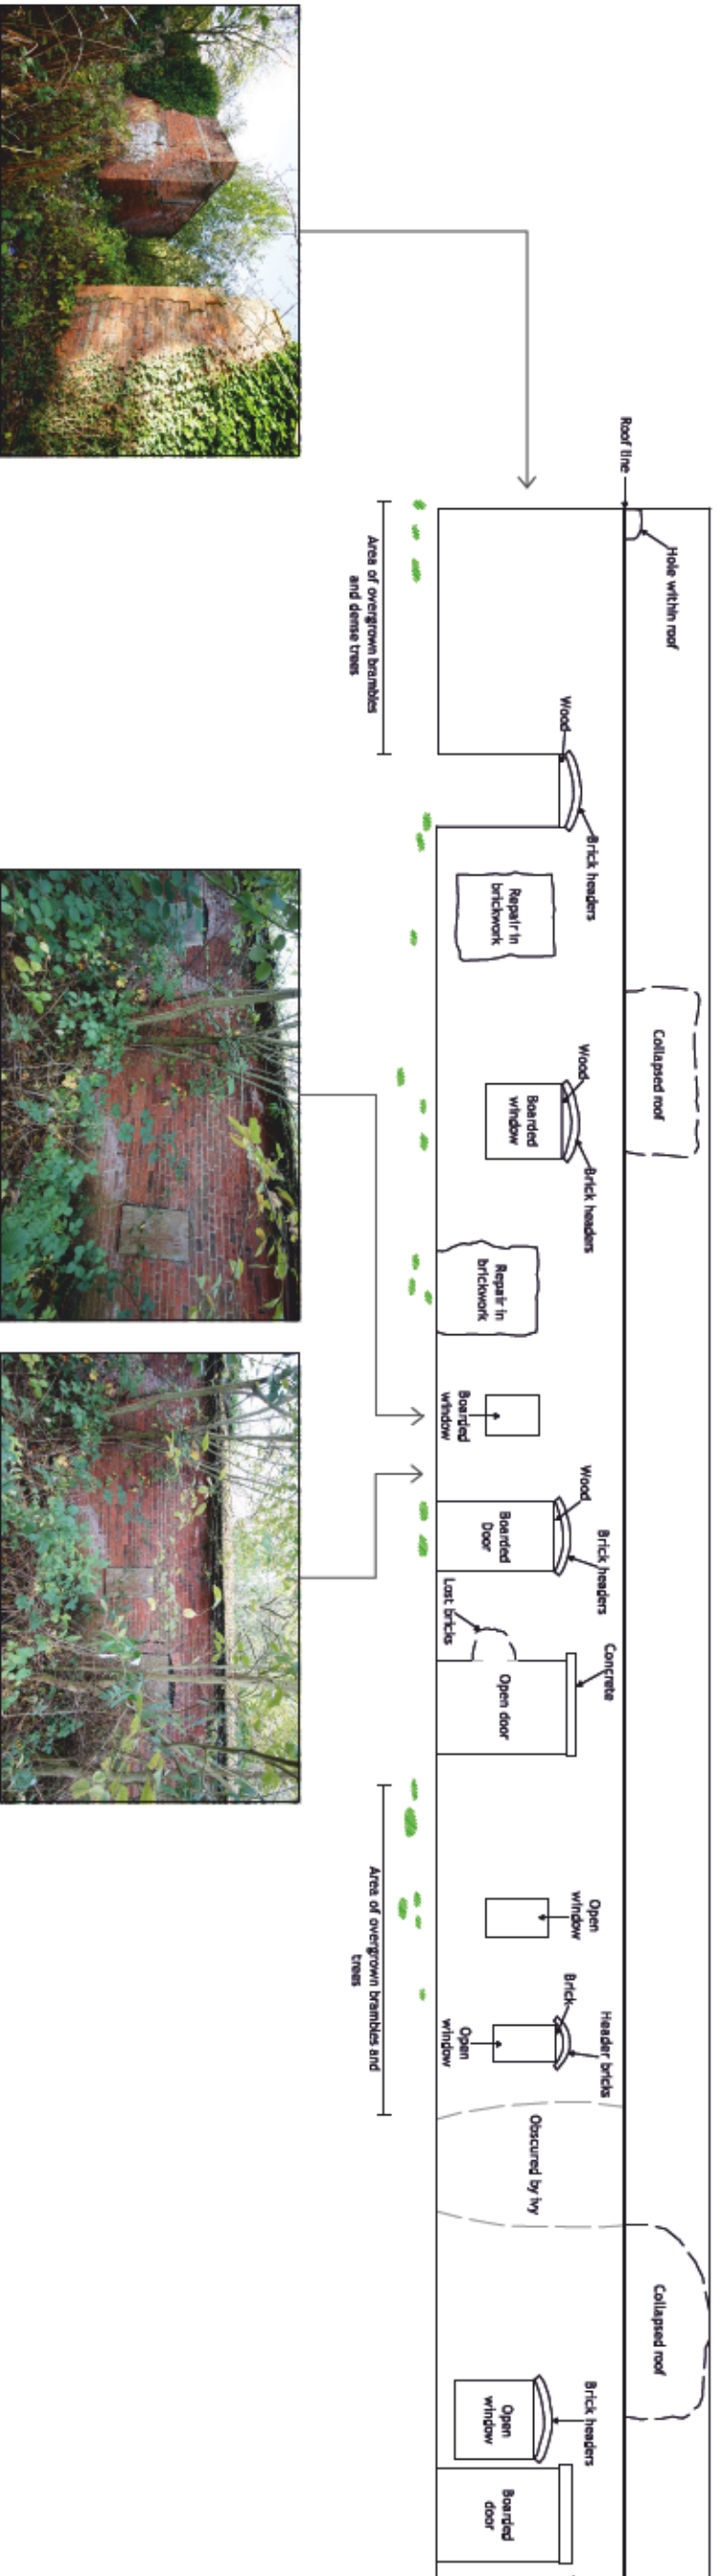 Roof line
Hole within roof
Area of overgrown brambles
and dense trees
Wood
Brick headers
Repair in
brickwork
Collapsed roof
Wood
Boarded
window
Brick headers
Repair in
brickwork
Boarded
window
Wood
Brick headers
Boarded
Door
Lost bricks
Concrete
Open door
Area of overgrown brambles and
trees
Open
window
Brick
Header bricks
Open
window
Obscured by ivy
Collapsed roof
Brick headers
Open
window
Boarded
door